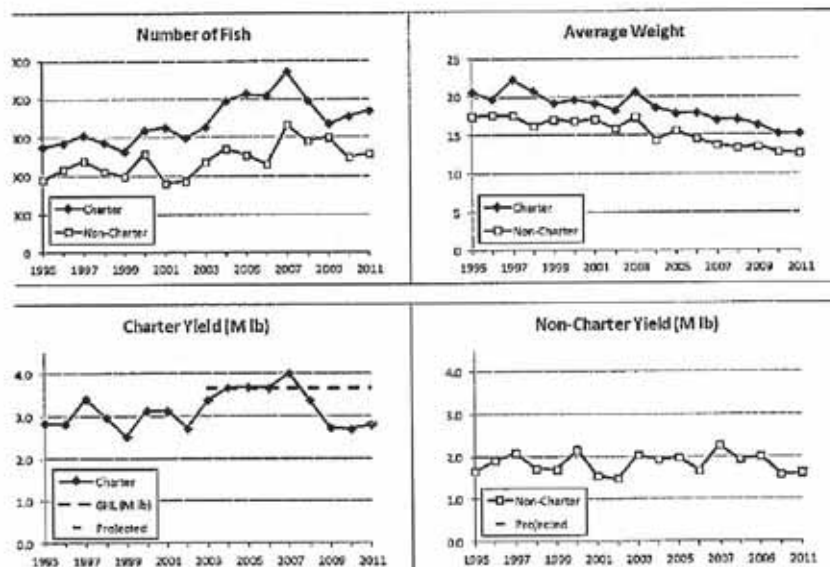 Number of Fish
0
Charter
Non-Charter
1995 1997 1999 2001 2003 2005 2007 2009 2011
Average Weight
25
20
15
10
5
0
Charter
Non-Charter
1995 1997 1999 2001 2003 2005 2007 2009 2011
Charter Yield (M lb)
4.0
3.0
2.0
1.0
0.0
Charter
GHL (M lb)
Projected
1995 1997 1999 2001 2003 2005 2007 2009 2011
Non-Charter Yield (M lb)
4.0
3.0
2.0
1.0
0.0
Non-Charter
Projected
1995 1997 1999 2001 2003 2005 2007 2009 2011